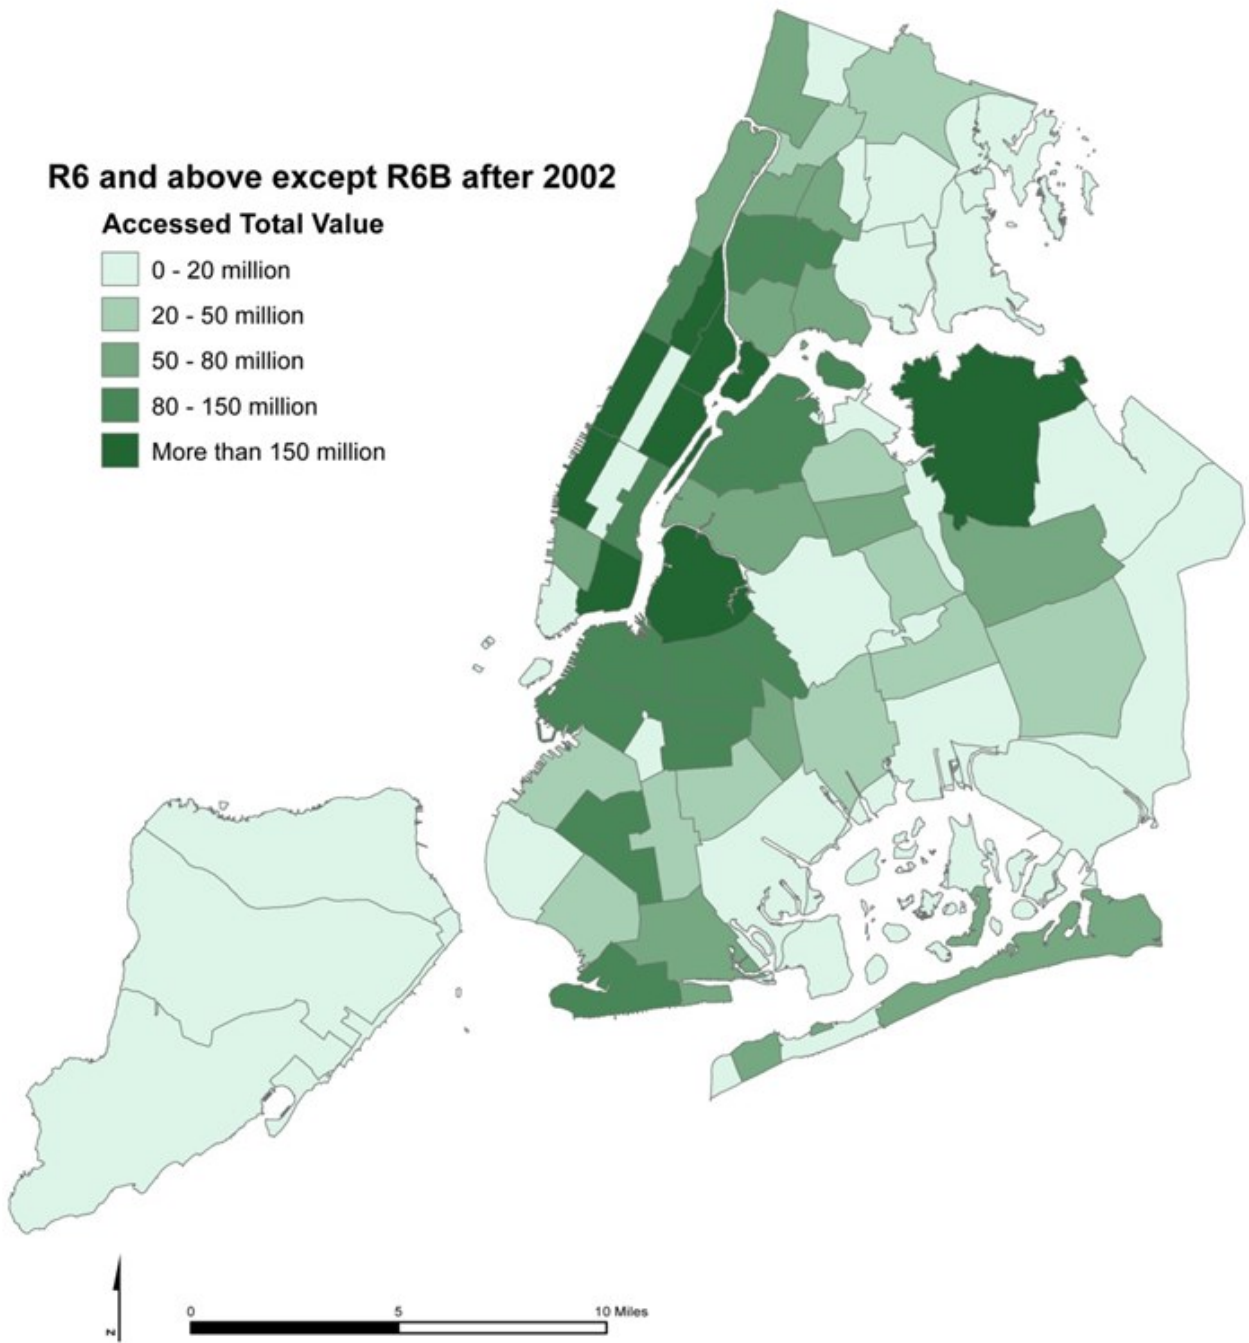 R6 and above except R6B after 2002
Accessed Total Value
0 - 20 million
20 - 50 million
50 - 80 million
80 - 150 million
More than 150 million
0 5 10 Miles
N